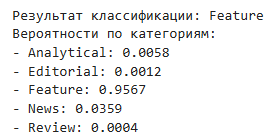 Результат классификации: Feature
Вероятности по категориям:
- Analytical: 0.0058
- Editorial: 0.0012
- Feature: 0.9567
- News: 0.0359
- Review: 0.0004